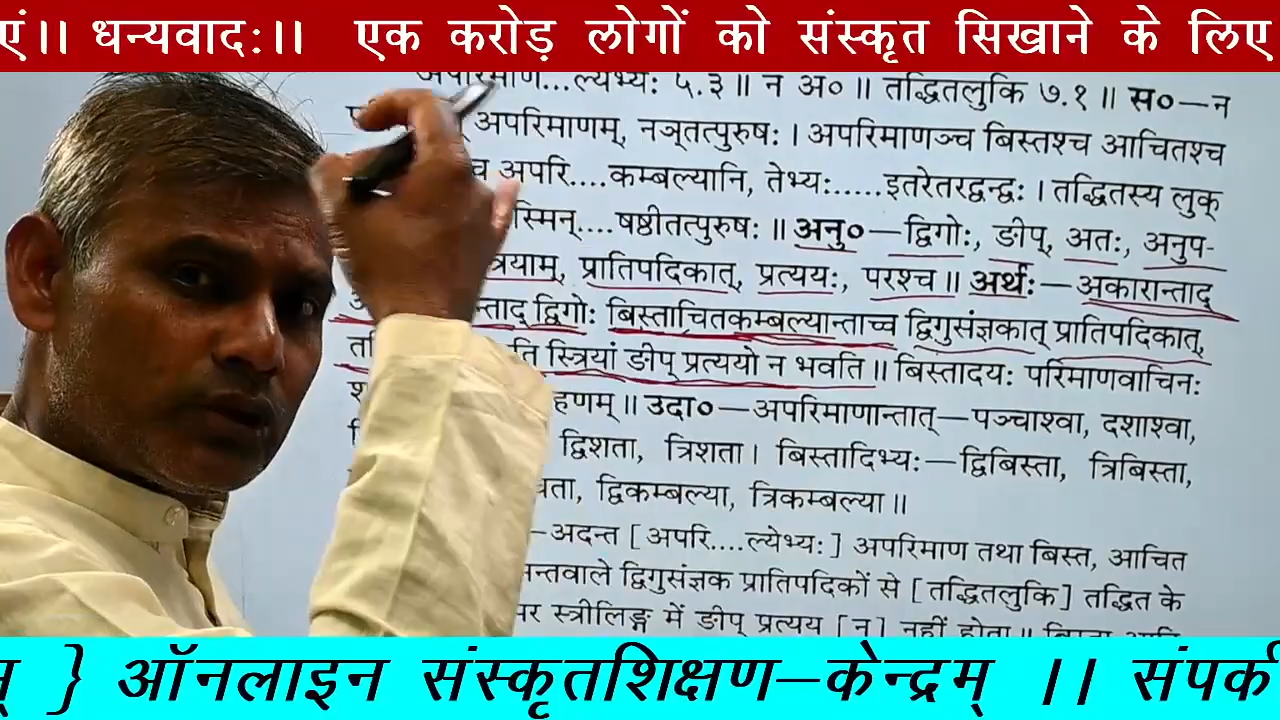 एं।। धन्यवादः।। एक करोड़ लोगों को संस्कृत सिखाने के लिए
अपरिमाण...ल्यभ्यः ५.३ ॥ न अ० ॥ तद्धितलुकि ७.१ ॥ स०—न
अपरिमाणम्, नञ्तत्पुरुषः । अपरिमाणञ्च बिस्तश्च आचितश्च
अपरि....कम्बल्यानि, तेभ्यः.....इतरेतरद्वन्द्वः । तद्धितस्य लुक्
स्मिन्....षष्ठीतत्पुरुषः ॥ अनु०—द्विगोः, ङीप्, अतः, अनुप-
त्रियाम्, प्रातिपदिकात्, प्रत्ययः, परश्च ॥ अर्थः—अकारान्ताद्
न्ताद् द्विगोः बिस्ताचितकम्बल्यान्ताच्च द्विगुसंज्ञकात् प्रातिपदिकात्,
ति स्त्रियां ङीप् प्रत्ययो न भवति ॥ बिस्तादयः परिमाणवाचिनः
हणम् ॥ उदा०—अपरिमाणान्तात्—पञ्चाश्वा, दशाश्वा,
द्विशता, त्रिशता । बिस्तादिभ्यः—द्विबिस्ता, त्रिबिस्ता,
ता, द्विकम्बल्या, त्रिकम्बल्या ॥
—अदन्त [ अपरि....ल्येभ्यः ] अपरिमाण तथा बिस्त, आचित
न्तवाले द्विगुसंज्ञक प्रातिपदिकों से [ तद्धितलुकि ] तद्धित के
पर स्त्रीलिङ्ग में ङीप् प्रत्यय [ न ] नहीं होता ॥
} ऑनलाइन संस्कृतशिक्षण—केन्द्रम् ।। संपर्क